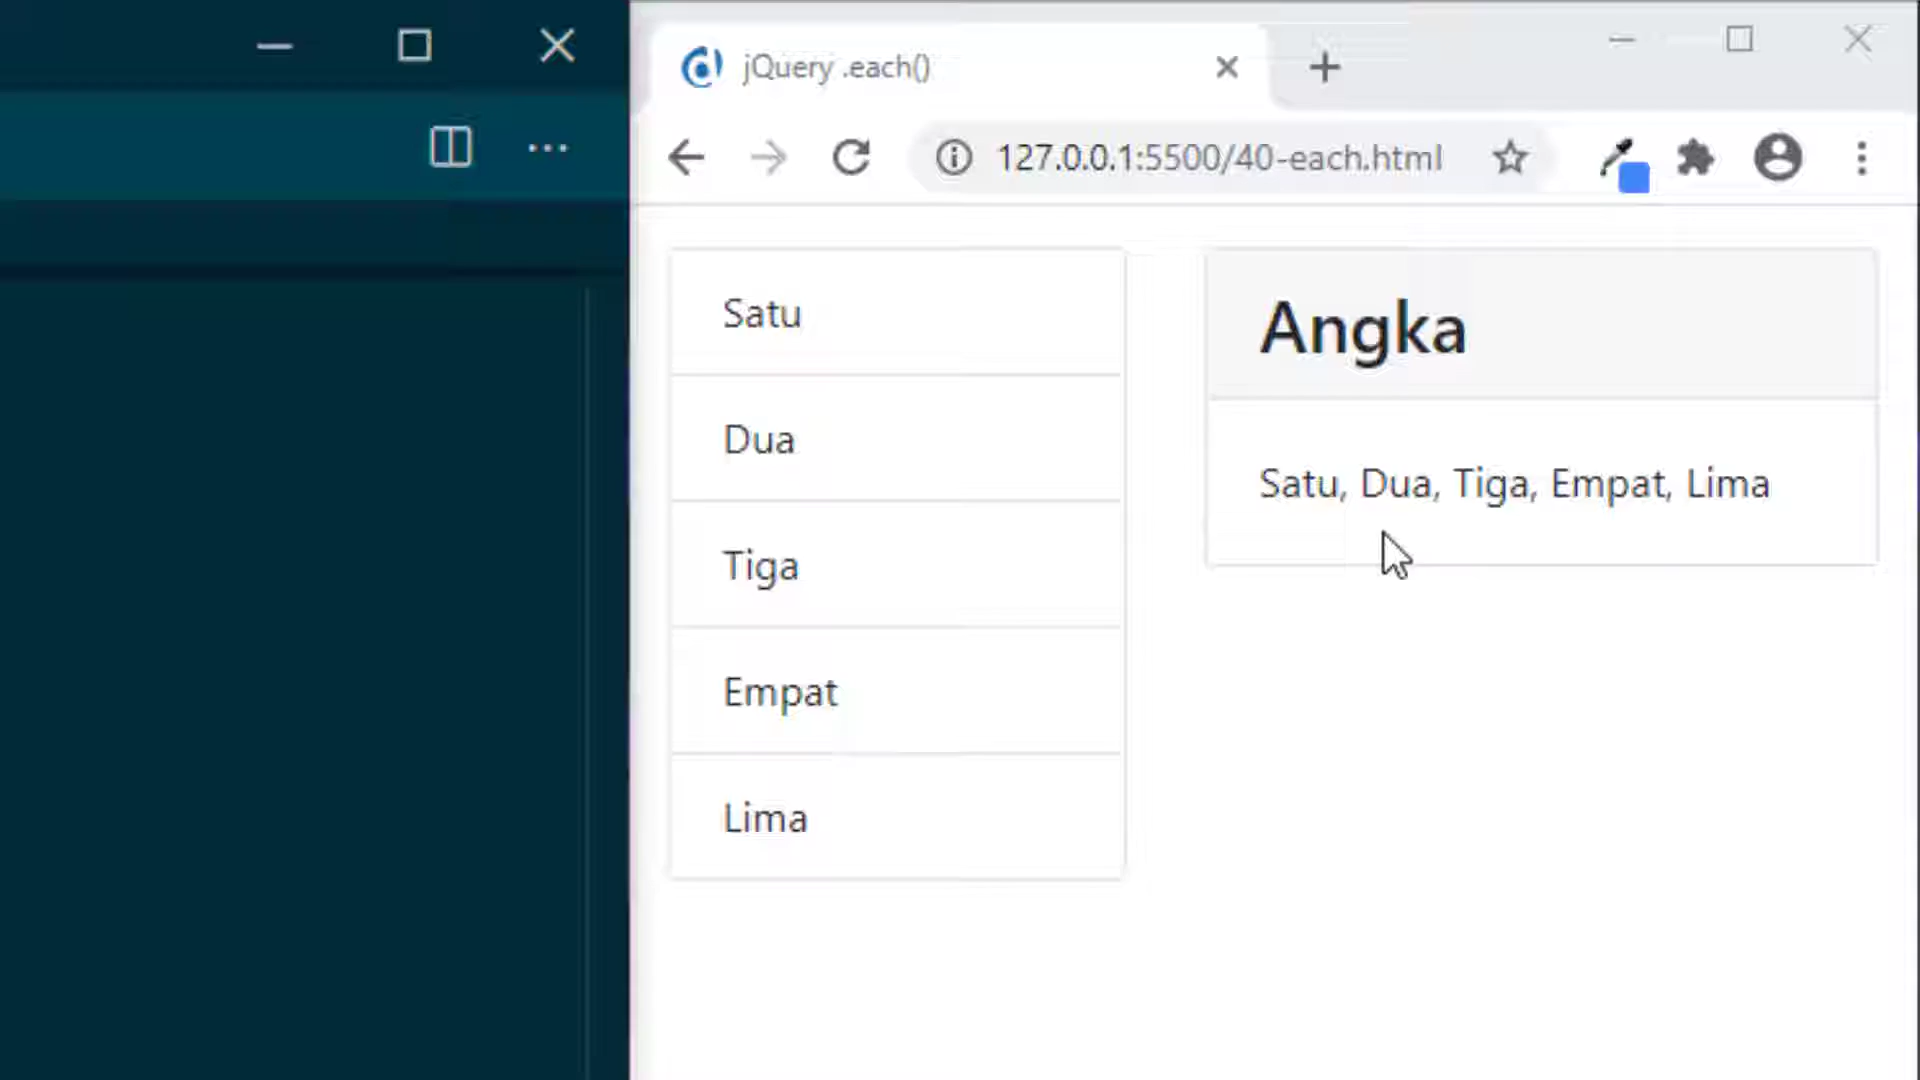 jQuery .each()
127.0.0.1:5500/40-each.html
Satu
Dua
Tiga
Empat
Lima
Angka
Satu, Dua, Tiga, Empat, Lima